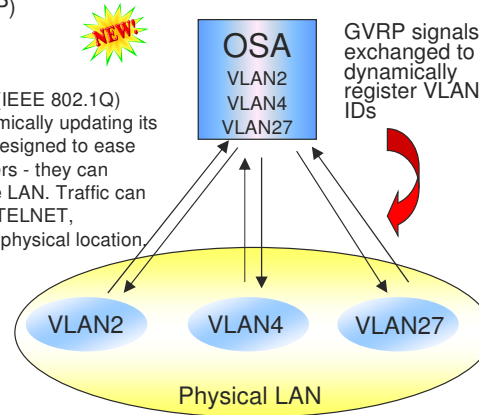 P)
NEW!
OSA
VLAN2
VLAN4
VLAN27
GVRP signals
exchanged to
dynamically
register VLAN
IDs
(IEEE 802.1Q)
mically updating its
esigned to ease
rs - they can
e LAN. Traffic can
TELNET,
physical location.
VLAN2
VLAN4
VLAN27
Physical LAN